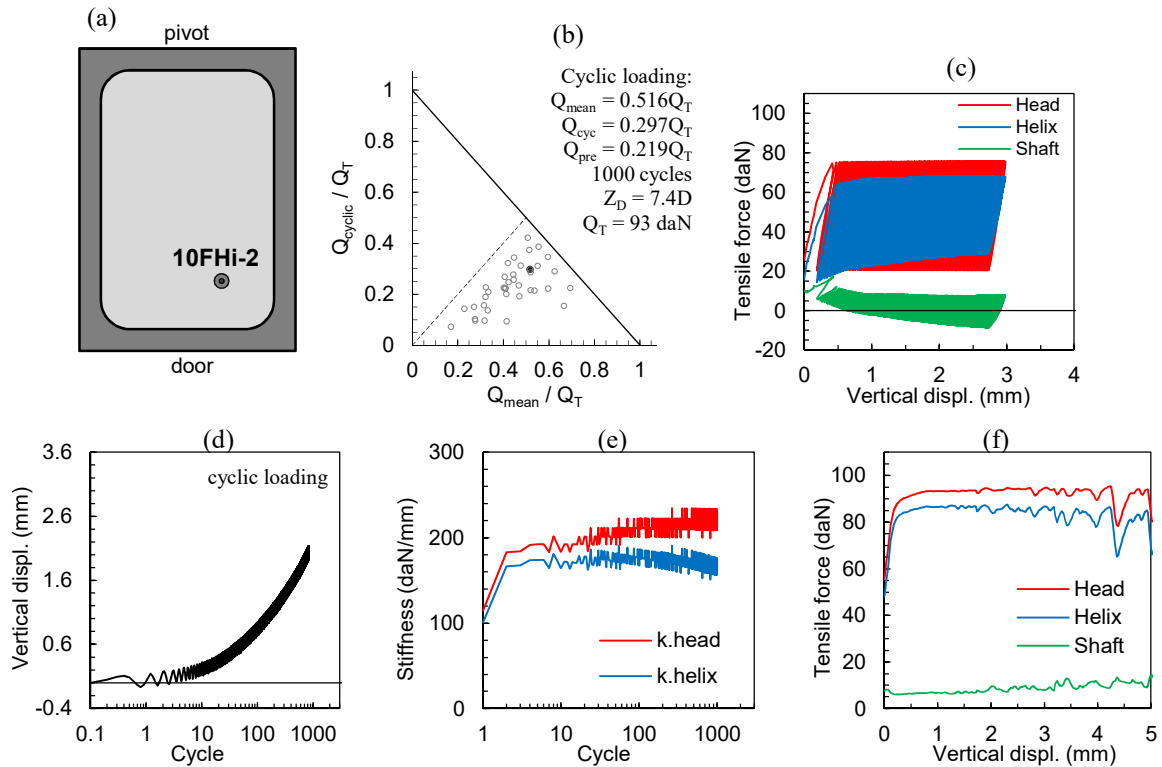 (a)
pivot
10FHi-2
door
(b)
Cyclic loading:
Q_mean = 0.516Q_T
Q_cyc = 0.297Q_T
Q_pre = 0.219Q_T
1000 cycles
Z_D = 7.4D
Q_T = 93 daN
Q_cyclic / Q_T
1
0.8
0.6
0.4
0.2
0
0 0.2 0.4 0.6 0.8 1
Q_mean / Q_T
(c)
Head
Helix
Shaft
Tensile force (daN)
100
80
60
40
20
0
-20
0 1 2 3 4
Vertical displ. (mm)
(d)
cyclic loading
Vertical displ. (mm)
3.6
2.6
1.6
0.6
-0.4
0.1 1 10 100 1000
Cycle
(e)
Stiffness (daN/mm)
300
200
100
0
k.head
k.helix
1 10 100 1000
Cycle
(f)
Tensile force (daN)
100
80
60
40
20
0
Head
Helix
Shaft
0 1 2 3 4 5
Vertical displ. (mm)